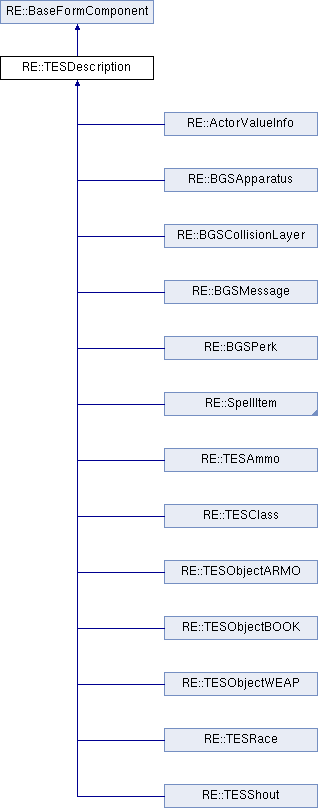 RE::BaseFormComponent
RE::TESDescription
RE::ActorValueInfo
RE::BGSApparatus
RE::BGSCollisionLayer
RE::BGSMessage
RE::BGSPerk
RE::SpellItem
RE::TESAmmo
RE::TESClass
RE::TESObjectARMO
RE::TESObjectBOOK
RE::TESObjectWEAP
RE::TESRace
RE::TESShout